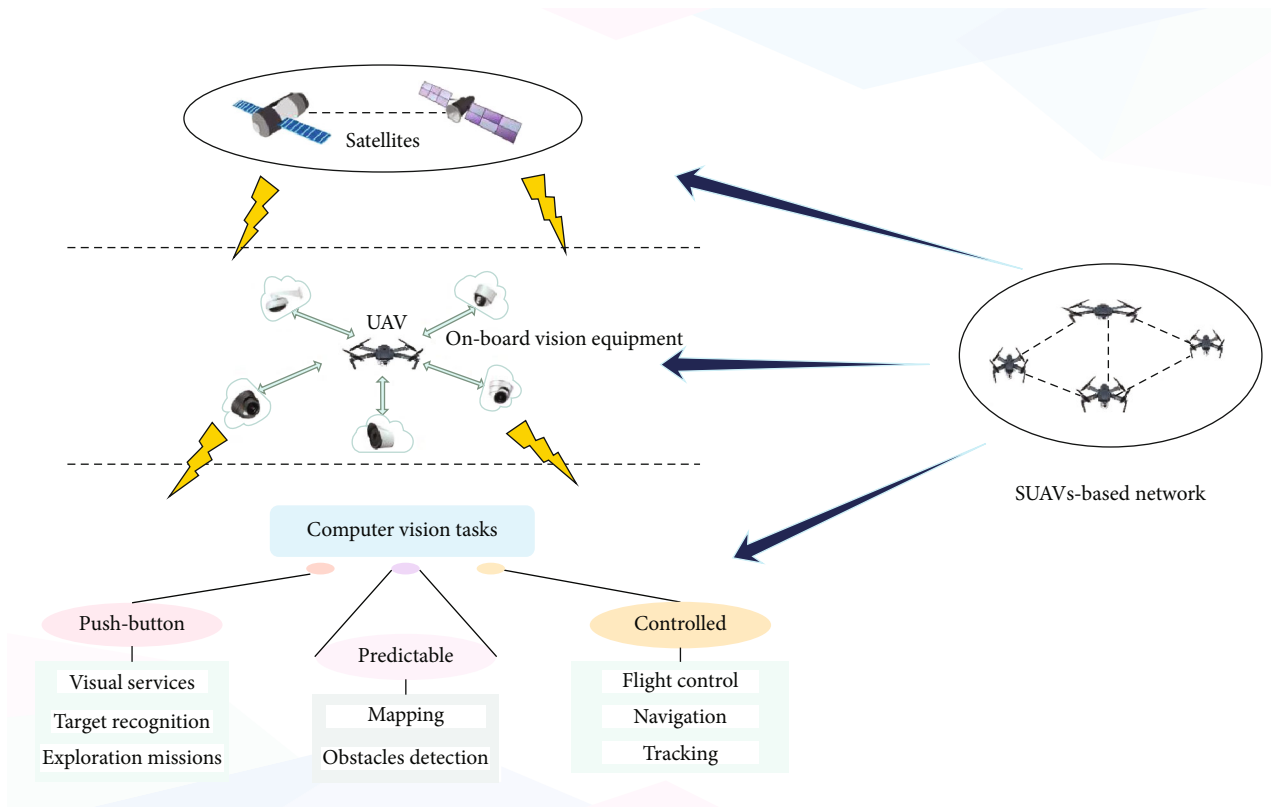 Satellites
UAV
On-board vision equipment
SUAVs-based network
Computer vision tasks
Push-button
Visual services
Target recognition
Exploration missions
Predictable
Mapping
Obstacles detection
Controlled
Flight control
Navigation
Tracking